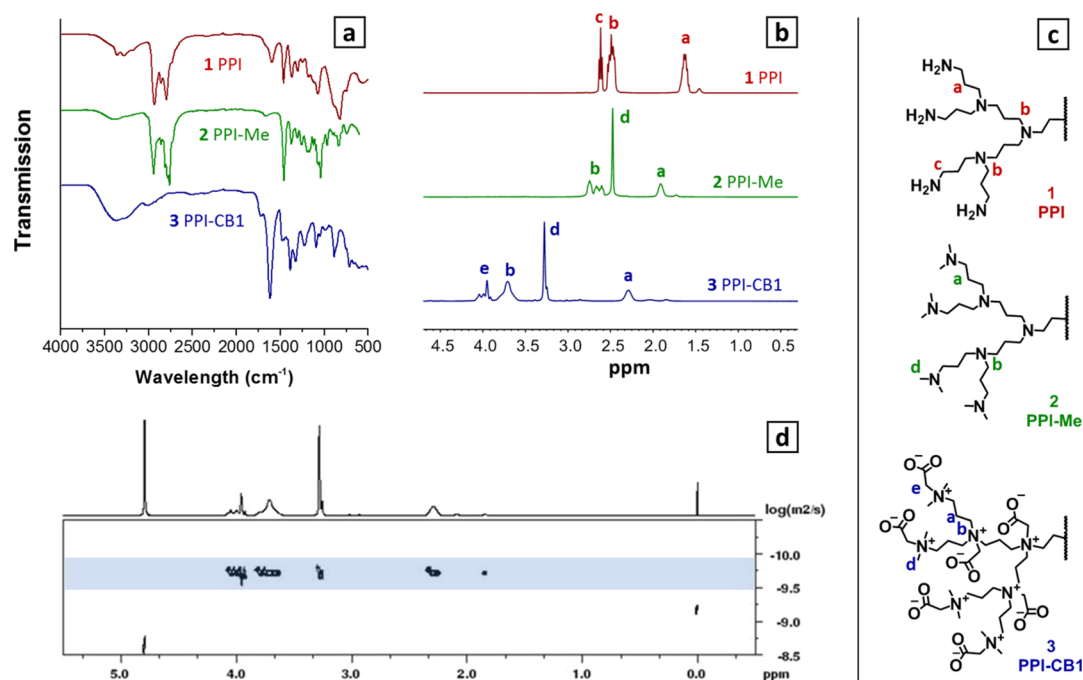 a
Transmission
1 PPI
2 PPI-Me
3 PPI-CB1
4000 3500 3000 2500 2000 1500 1000 500
Wavelength (cm⁻¹)
b
c b a
1 PPI
d
b a
2 PPI-Me
d
e b a
3 PPI-CB1
4.5 4.0 3.5 3.0 2.5 2.0 1.5 1.0 0.5
ppm
c
H₂N
a
N
b
H₂N
N
c
N
b
H₂N
NH₂
1
PPI
N
a
N
N
N
d
N
b
N
N
2
PPI-Me
O
O⁻
e
N⁺
a
O⁻
O
b
O
⁻O
N⁺
N⁺
N⁺
d
⁻O
O
N⁺
O⁻
O
⁻O
N⁺
O
N⁺
O
⁻O
3
PPI-CB1
d
log(m2/s)
-10.0
-9.5
-9.0
-8.5
5.0 4.0 3.0 2.0 1.0 0.0 ppm